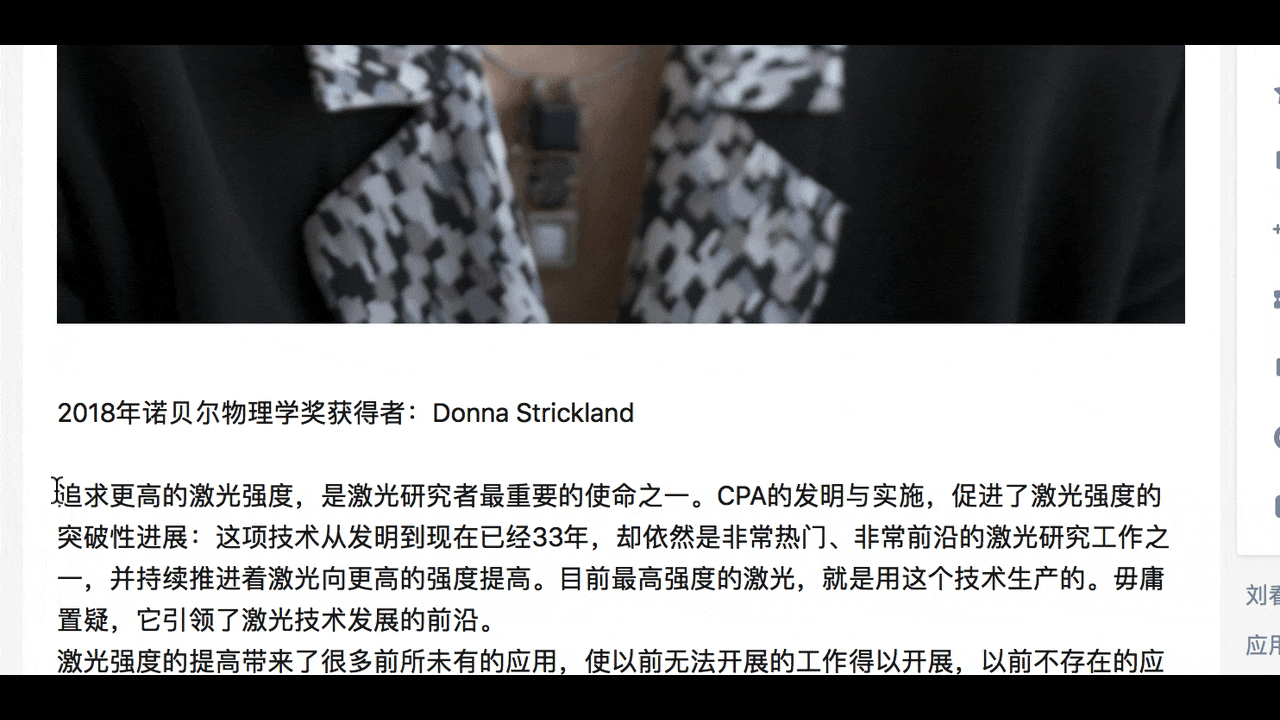 2018年诺贝尔物理学奖获得者：Donna Strickland
追求更高的激光强度，是激光研究者最重要的使命之一。CPA的发明与实施，促进了激光强度的
突破性进展：这项技术从发明到现在已经33年，却依然是非常热门、非常前沿的激光研究工作之
一，并持续推进着激光向更高的强度提高。目前最高强度的激光，就是用这个技术生产的。毋庸
置疑，它引领了激光技术发展的前沿。
激光强度的提高带来了很多前所未有的应用，使以前无法开展的工作得以开展，以前不存在的应
刘看
应用